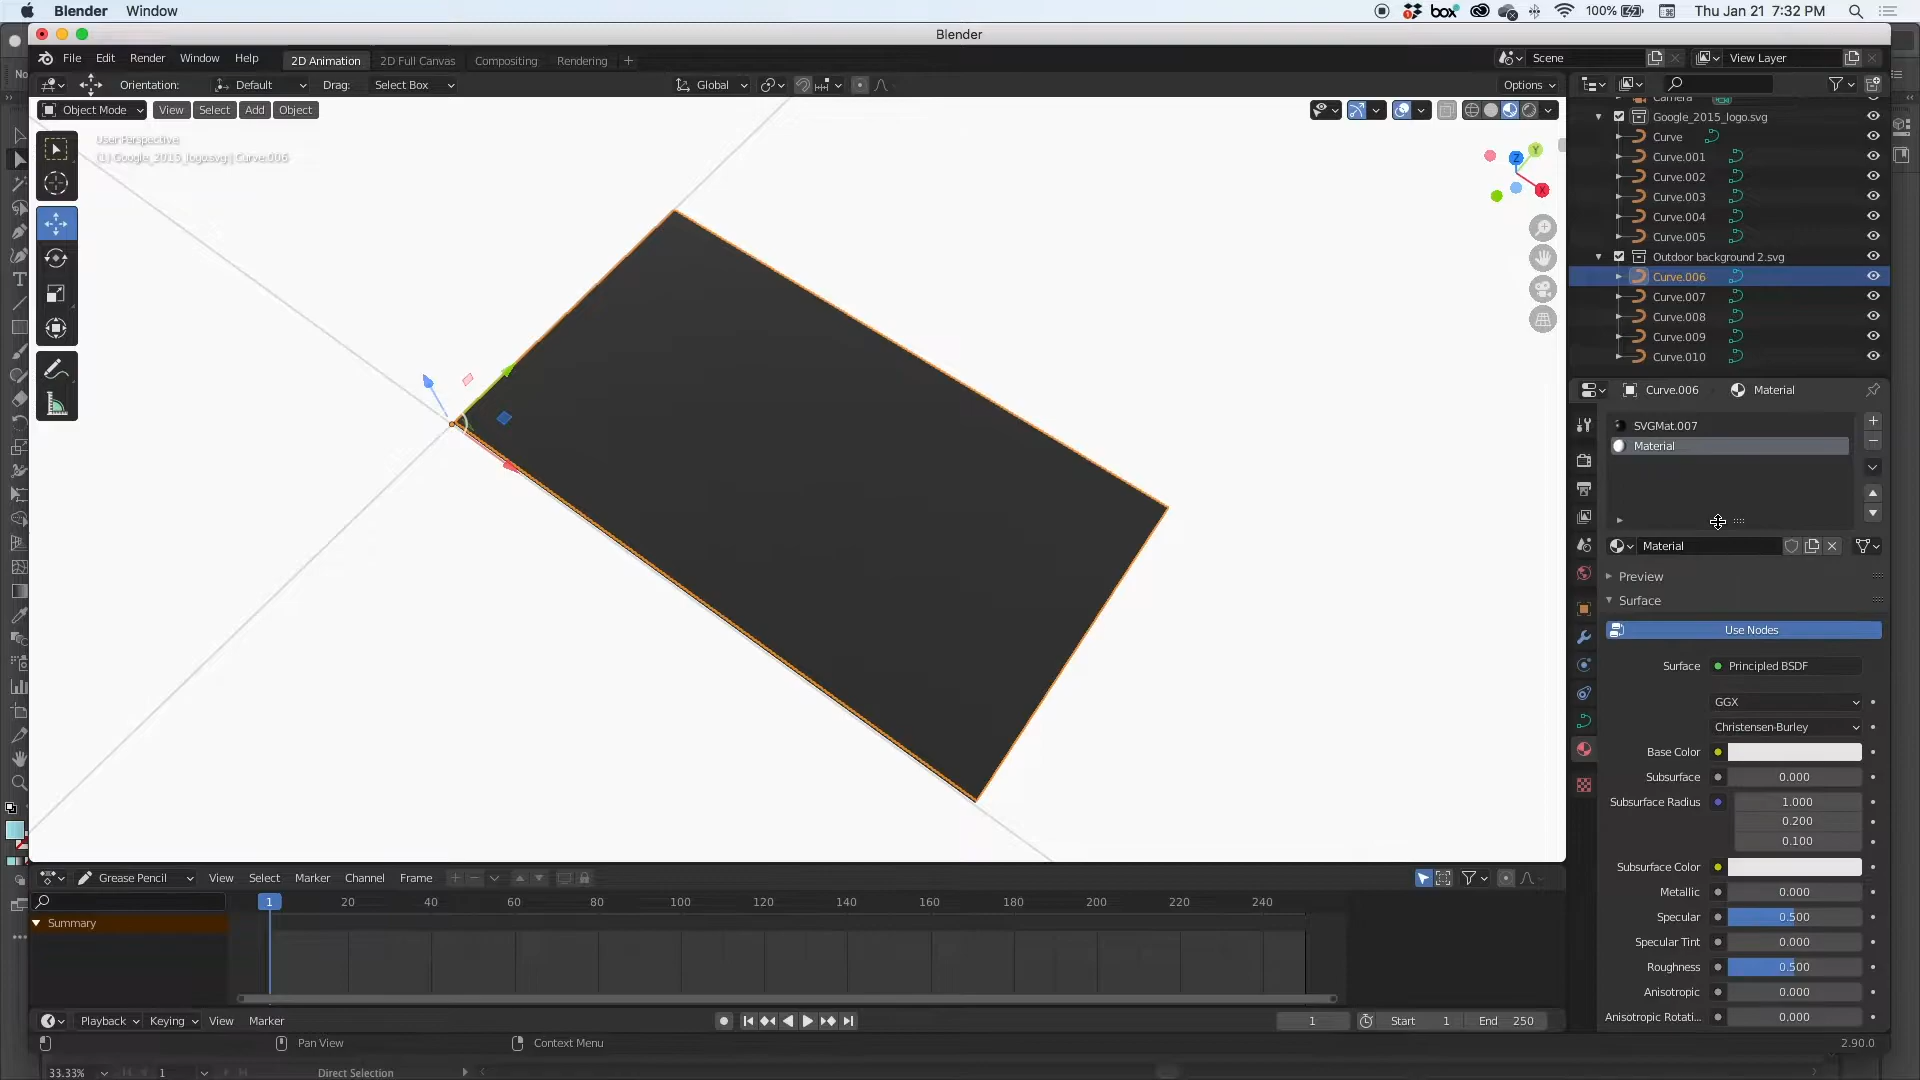 Blender Window
box 100% Thu Jan 21 7:32 PM
Blender
File Edit Render Window Help 2D Animation 2D Full Canvas Compositing Rendering +
Scene View Layer
Orientation: Default Drag: Select Box Global Options
Object Mode View Select Add Object
User Perspective
(1) Google_2015_logo.svg | Curve.006
Z Y X
Camera
Google_2015_logo.svg
Curve
Curve.001
Curve.002
Curve.003
Curve.004
Curve.005
Outdoor background 2.svg
Curve.006
Curve.007
Curve.008
Curve.009
Curve.010
Curve.006 Material
SVGMat.007
Material
Material
Preview
Surface
Use Nodes
Surface Principled BSDF
GGX
Christensen-Burley
Base Color
Subsurface 0.000
Subsurface Radius 1.000
0.200
0.100
Subsurface Color
Metallic 0.000
Specular 0.500
Specular Tint 0.000
Roughness 0.500
Anisotropic 0.000
Anisotropic Rotati... 0.000
Grease Pencil View Select Marker Channel Frame
1 20 40 60 80 100 120 140 160 180 200 220 240
Summary
Playback Keying View Marker 1 Start 1 End 250
Pan View Context Menu 2.90.0
33.33% 1 Direct Selection